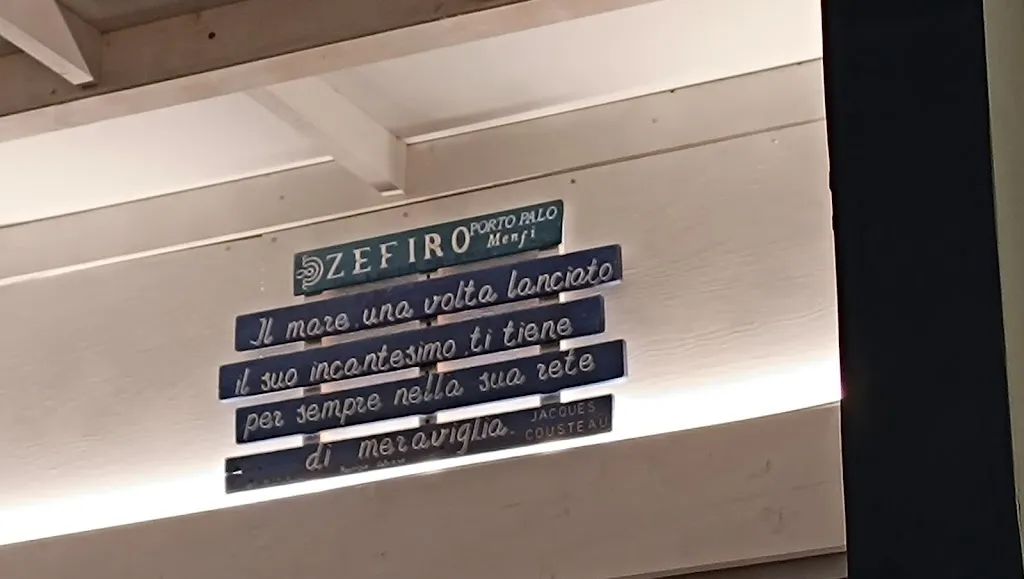 ZEFIRO PORTO PALO
Menfi
Il mare, una volta lanciato
il suo incantesimo, ti tiene
per sempre nella sua rete
di meraviglia. JACQUES
COUSTEAU